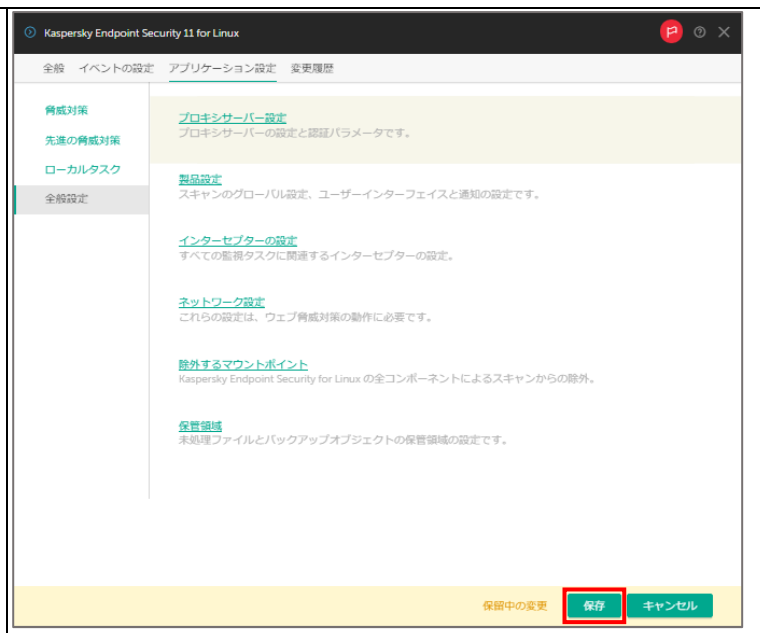 Kaspersky Endpoint Security 11 for Linux
全般 イベントの設定 アプリケーション設定 変更履歴
脅威対策
先進の脅威対策
ローカルタスク
全般設定
プロキシサーバー設定
プロキシサーバーの設定と認証パラメータです。
製品設定
スキャンのグローバル設定、ユーザーインターフェイスと通知の設定です。
インターセプターの設定
すべての監視タスクに関連するインターセプターの設定。
ネットワーク設定
これらの設定は、ウェブ脅威対策の動作に必要です。
除外するマウントポイント
Kaspersky Endpoint Security for Linux の全コンポーネントによるスキャンからの除外。
保管領域
未処理ファイルとバックアップオブジェクトの保管領域の設定です。
保留中の変更 保存 キャンセル